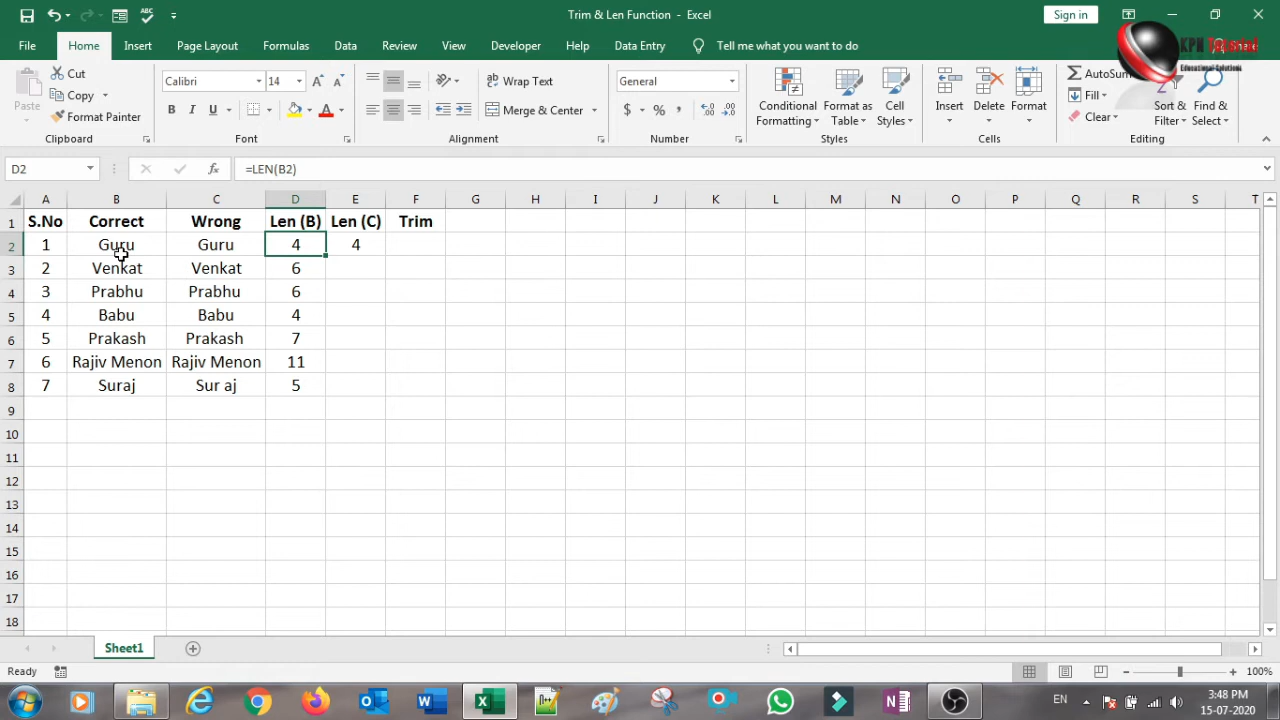 Trim & Len Function - Excel
Sign in
File Home Insert Page Layout Formulas Data Review View Developer Help Data Entry Tell me what you want to do
KPN Tutorial
Educational Solutions
Cut
Copy
Format Painter
Paste
Clipboard
Calibri 14
B I U
Font
Wrap Text
Merge & Center
Alignment
General
$ % ,
Number
Conditional Formatting
Format as Table
Cell Styles
Styles
Insert Delete Format
Cells
AutoSum
Fill
Clear
Sort & Filter
Find & Select
Editing
D2 fx =LEN(B2)
A B C D E F G H I J K L M N O P Q R S T
1 S.No Correct Wrong Len (B) Len (C) Trim
2 1 Guru Guru 4 4
3 2 Venkat Venkat 6
4 3 Prabhu Prabhu 6
5 4 Babu Babu 4
6 5 Prakash Prakash 7
7 6 Rajiv Menon Rajiv Menon 11
8 7 Suraj Sur aj 5
9
10
11
12
13
14
15
16
17
18
Sheet1
Ready
100%
EN
3:48 PM
15-07-2020